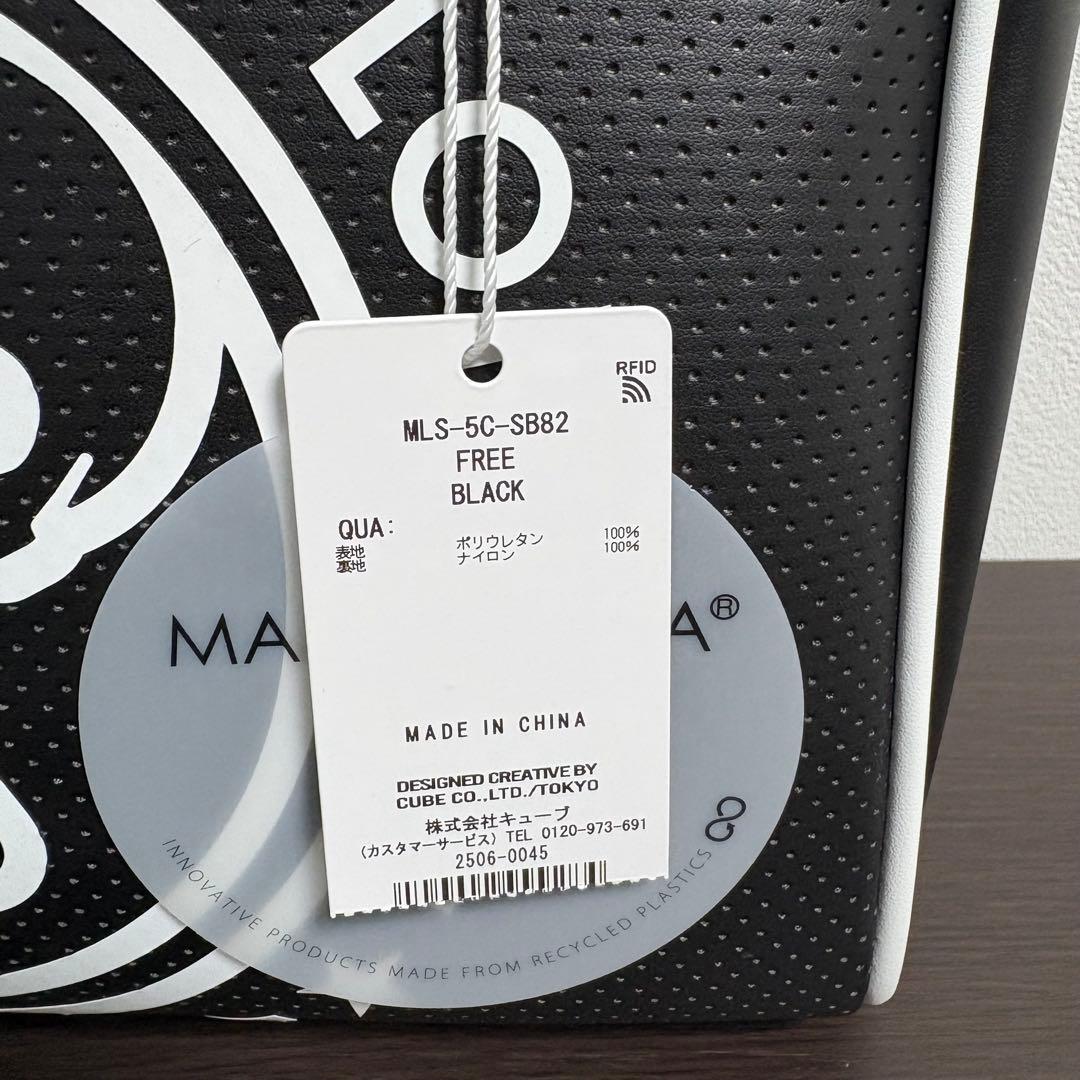 LO
RFID
MLS-5C-SB82
FREE
BLACK
QUA:
表地 ポリウレタン 100%
裏地 ナイロン 100%
MA A®
MADE IN CHINA
DESIGNED CREATIVE BY
CUBE CO.,LTD./TOKYO
株式会社キューブ
(カスタマーサービス) TEL 0120-973-691
2506-0045
INNOVATIVE PRODUCTS MADE FROM RECYCLED PLASTICS